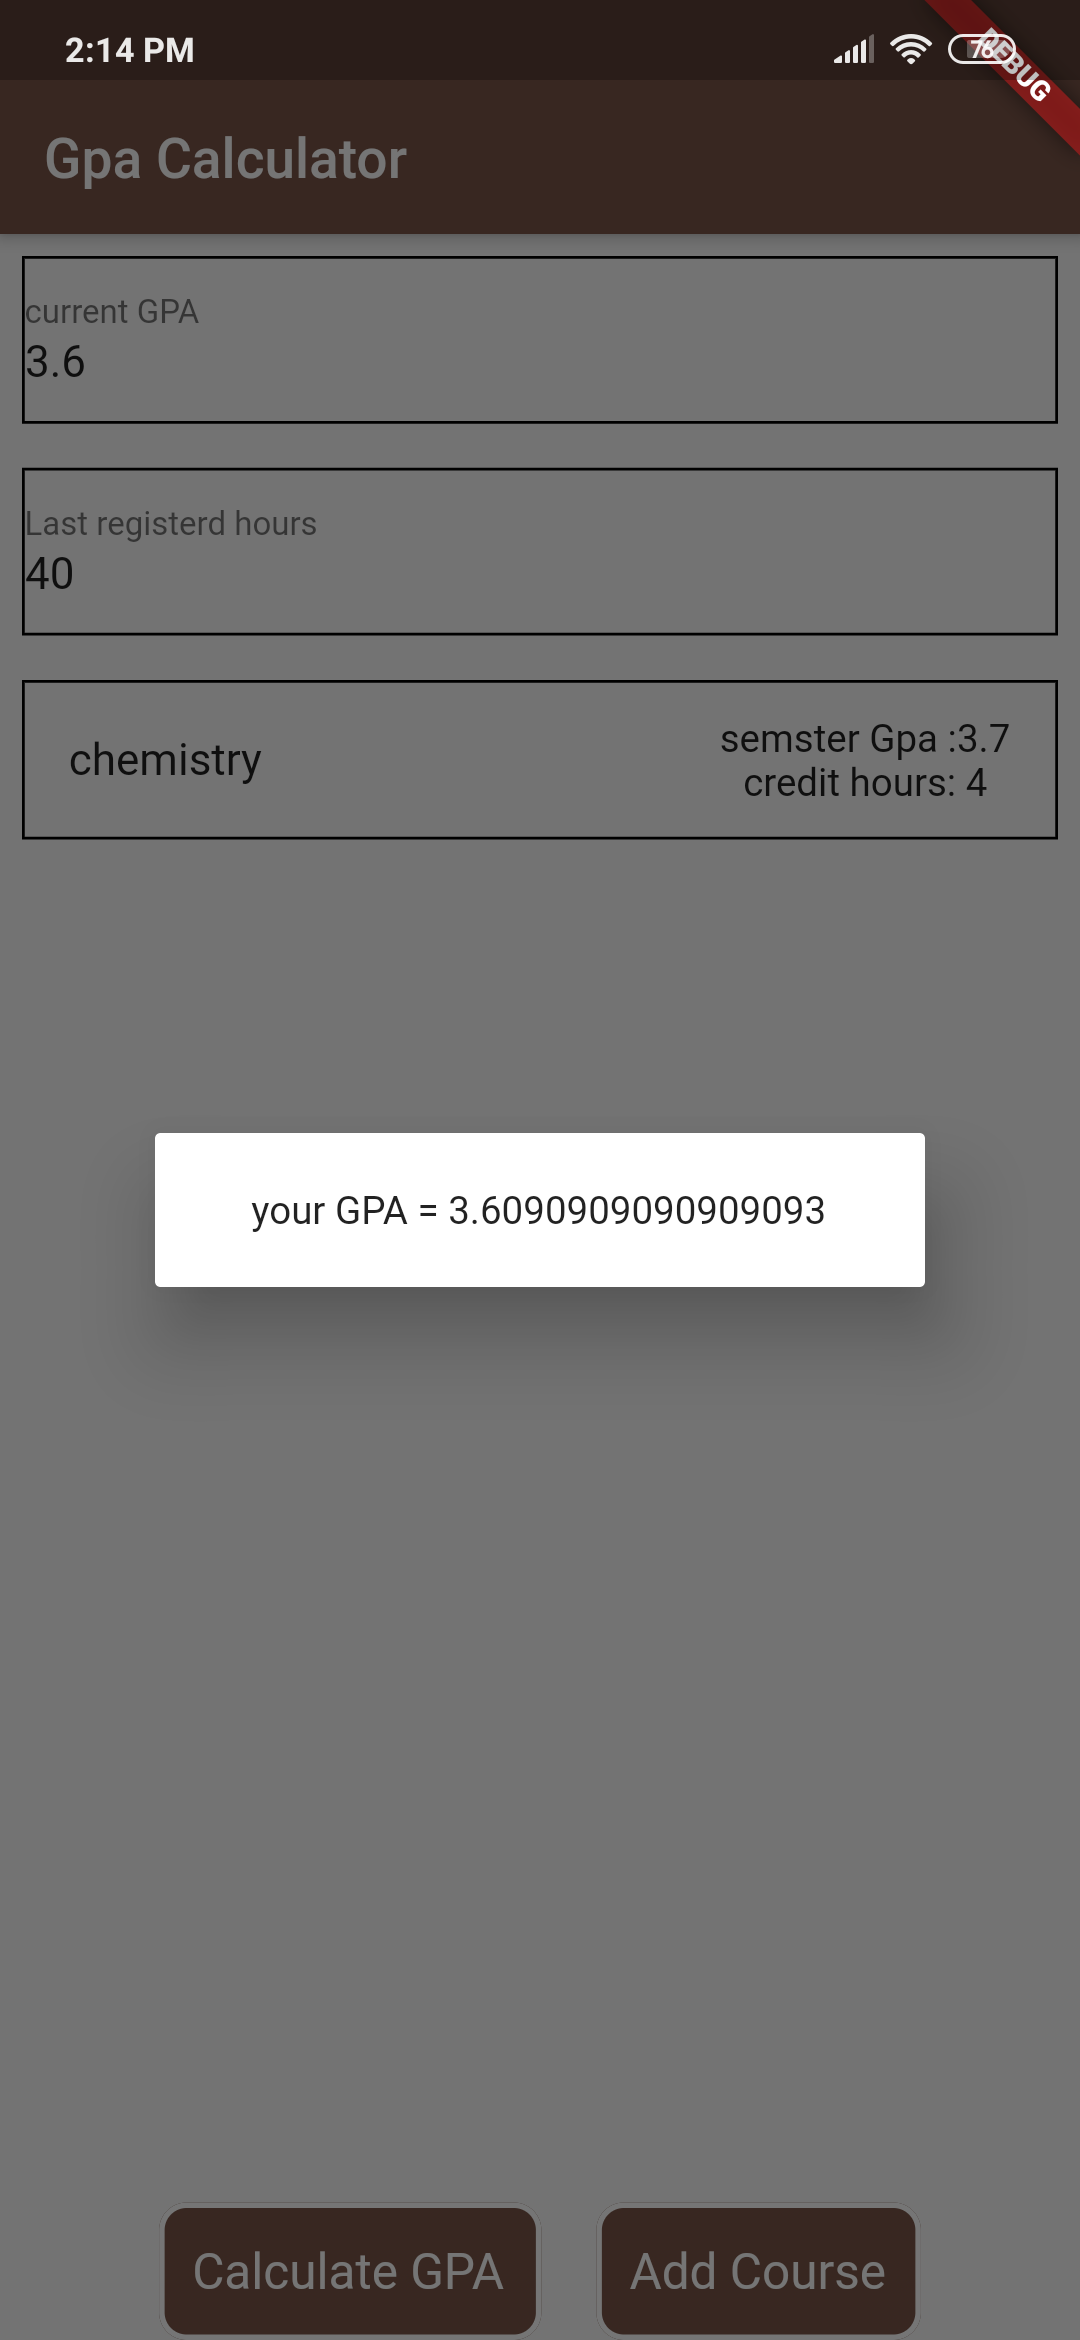 2:14 PM
76
DEBUG
Gpa Calculator
current GPA
3.6
Last registerd hours
40
chemistry
semster Gpa :3.7
credit hours: 4
your GPA = 3.6090909090909093
Calculate GPA
Add Course